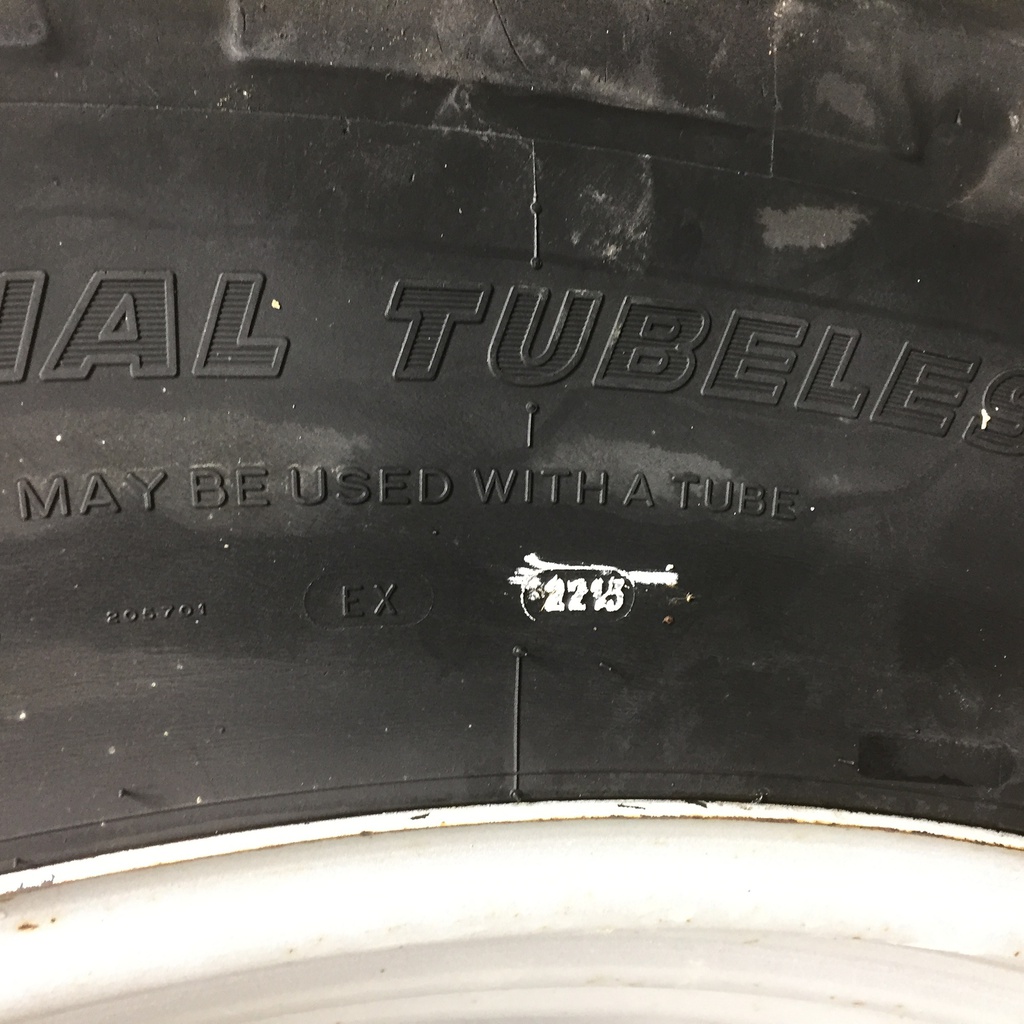 IAL TUBELES
MAY BE USED WITH A TUBE
205701 EX 2215